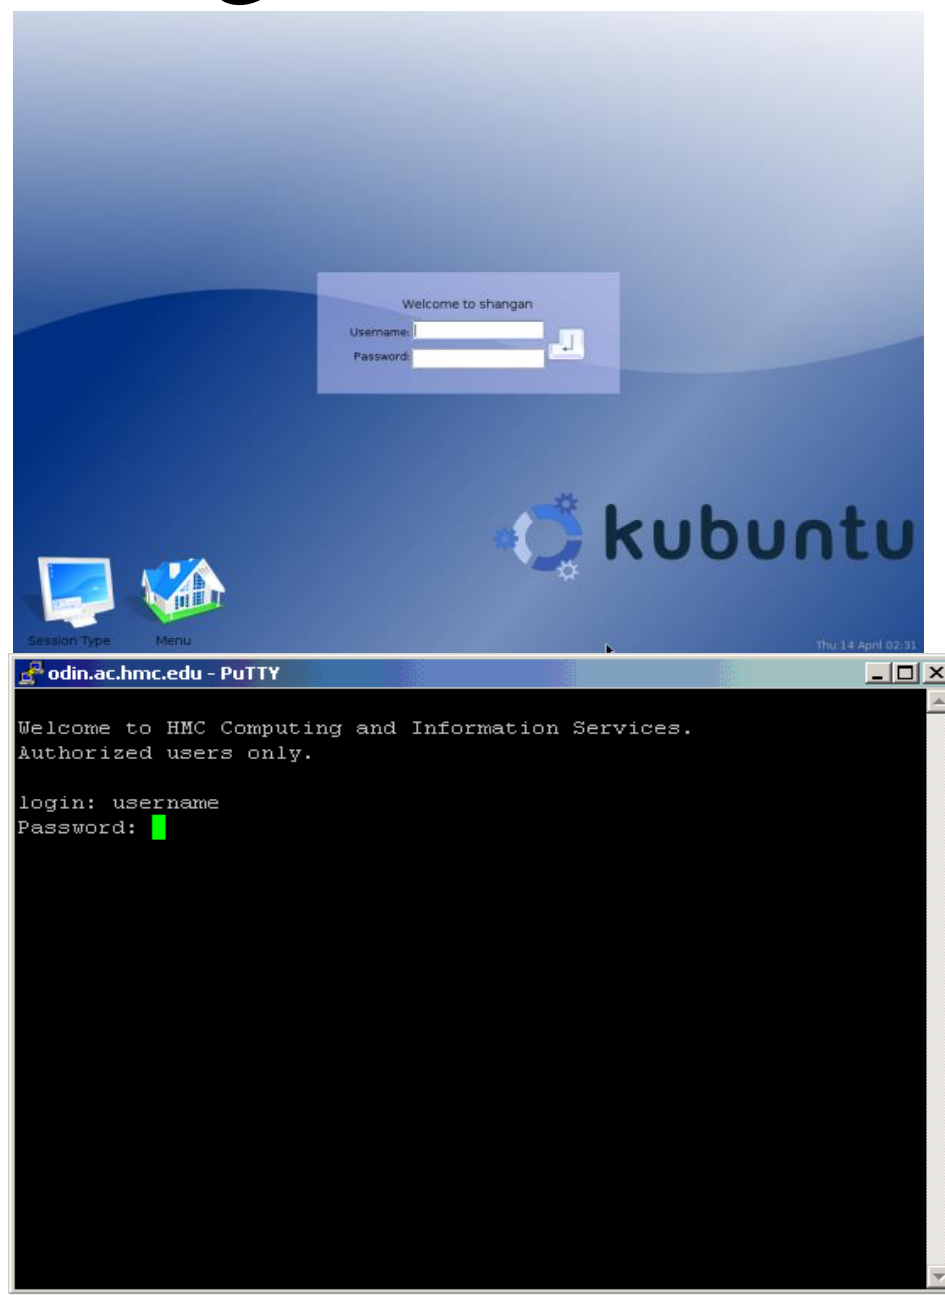 Welcome to shangan
Username:
Password:
kubuntu
Session Type Menu
Thu 14 April 02:31
odin.ac.hmc.edu - PuTTY
Welcome to HMC Computing and Information Services.
Authorized users only.
login: username
Password: